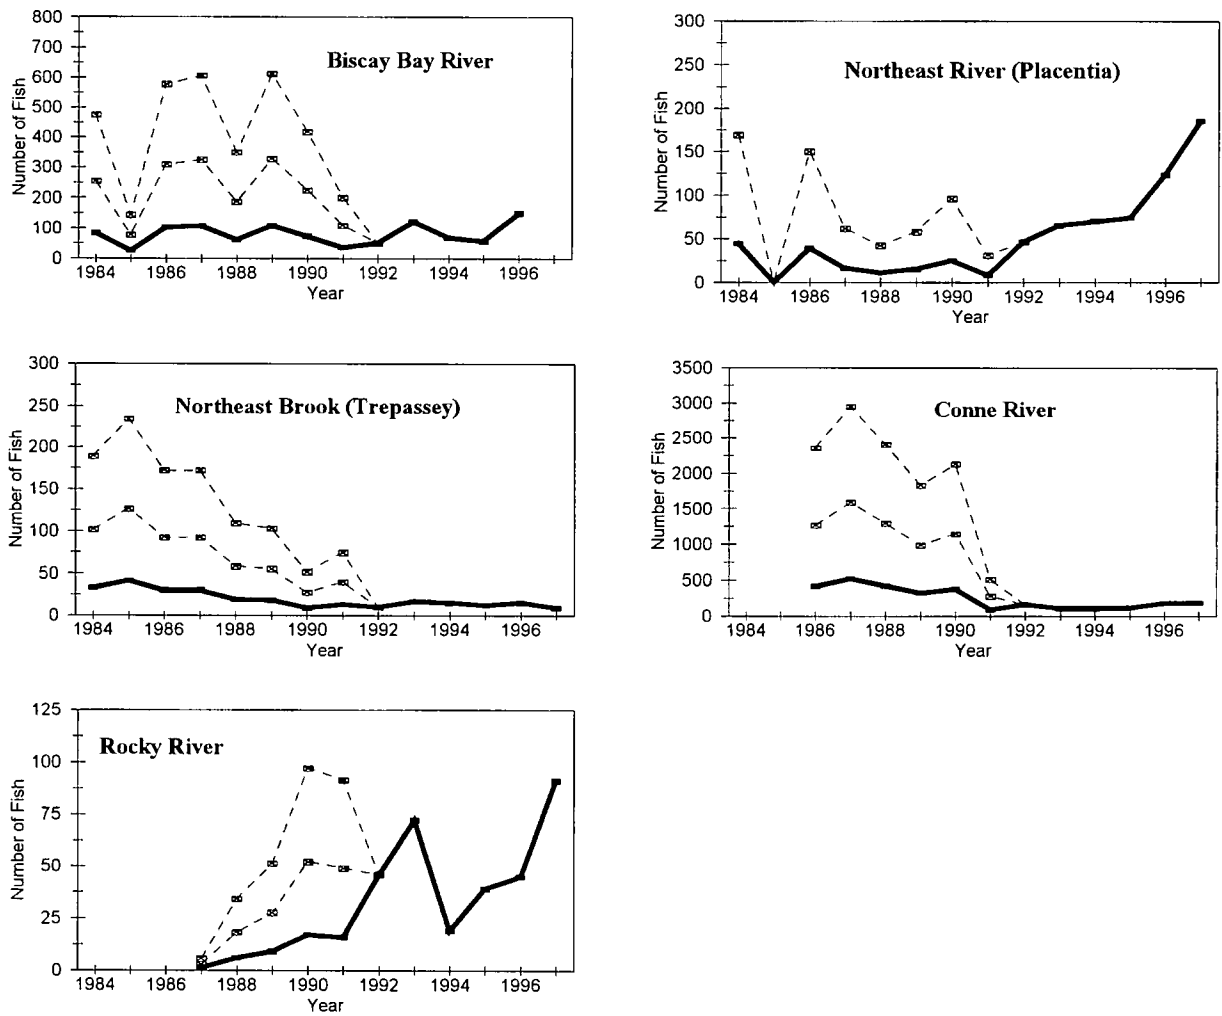 Biscay Bay River
Number of Fish
800
700
600
500
400
300
200
100
0
1984 1986 1988 1990 1992 1994 1996
Year
Northeast River (Placentia)
Number of Fish
300
250
200
150
100
50
0
1984 1986 1988 1990 1992 1994 1996
Year
Northeast Brook (Trepassey)
Number of Fish
300
250
200
150
100
50
0
1984 1986 1988 1990 1992 1994 1996
Year
Conne River
Number of Fish
3500
3000
2500
2000
1500
1000
500
0
1984 1986 1988 1990 1992 1994 1996
Year
Rocky River
Number of Fish
125
100
75
50
25
0
1984 1986 1988 1990 1992 1994 1996
Year